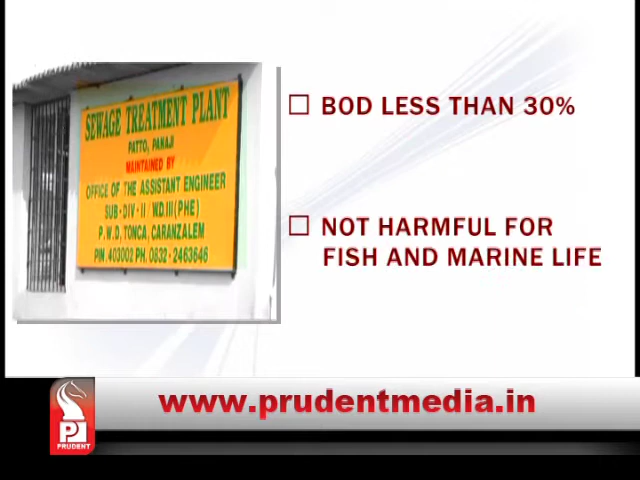 SEWAGE TREATMENT PLANT
PATTO, PANAJI
MAINTAINED BY
OFFICE OF THE ASSISTANT ENGINEER
SUB-DIV-II W.D.III(PHE)
P.W.D, TONCA, CARANZALEM
PIN. 403002 PH. 0832-2463646
BOD LESS THAN 30%
NOT HARMFUL FOR
FISH AND MARINE LIFE
www.prudentmedia.in
P
PRUDENT